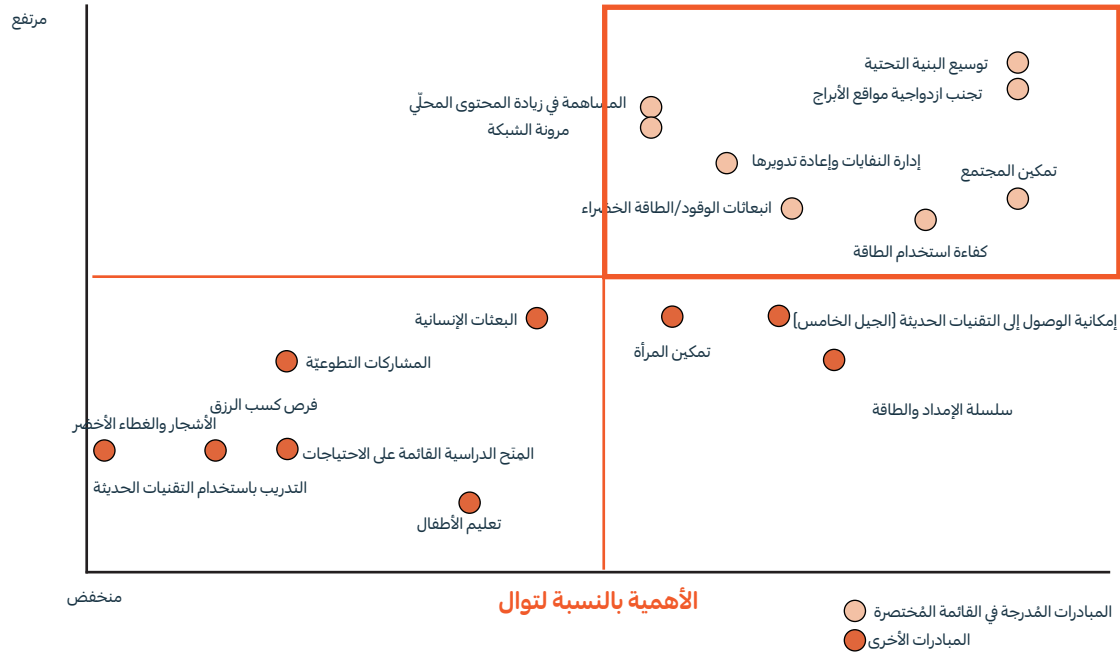 مرتفع
توسيع البنية التحتية
تجنب ازدواجية مواقع الأبراج
المساهمة في زيادة المحتوى المحلّي
مرونة الشبكة
إدارة النفايات وإعادة تدويرها
تمكين المجتمع
انبعاثات الوقود/الطاقة الخضراء
كفاءة استخدام الطاقة
إمكانية الوصول إلى التقنيات الحديثة (الجيل الخامس)
البعثات الإنسانية
تمكين المرأة
المشاركات التطوعيّة
سلسلة الإمداد والطاقة
فرص كسب الرزق
الأشجار والغطاء الأخضر
المِنَح الدراسية القائمة على الاحتياجات
التدريب باستخدام التقنيات الحديثة
تعليم الأطفال
منخفض
الأهمية بالنسبة لتوال
المبادرات المُدرجة في القائمة المُختصرة
المبادرات الأخرى